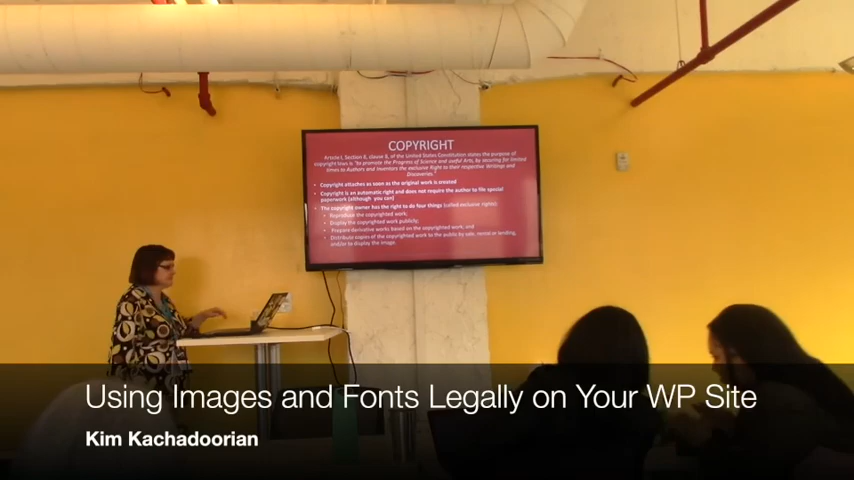 COPYRIGHT
Article I, Section 6, clause 8, of the United States Constitution states the purpose of
copyright laws is "to promote the Progress of Science and useful Arts, by securing for limited
times to Authors and Inventors the exclusive Right to their respective Writings and
Discoveries."
• Copyright attaches as soon as the original work is created
• Copyright is an automatic right and does not require the author to file special
paperwork [although you can]
• The copyright owner has the right to do four things (called exclusive rights):
• Reproduce the copyrighted work;
• Display the copyrighted work publicly;
• Prepare derivative works based on the copyrighted work; and
• Distribute copies of the copyrighted work to the public by sale, rental or lending,
and/or to display the image.
Using Images and Fonts Legally on Your WP Site
Kim Kachadoorian